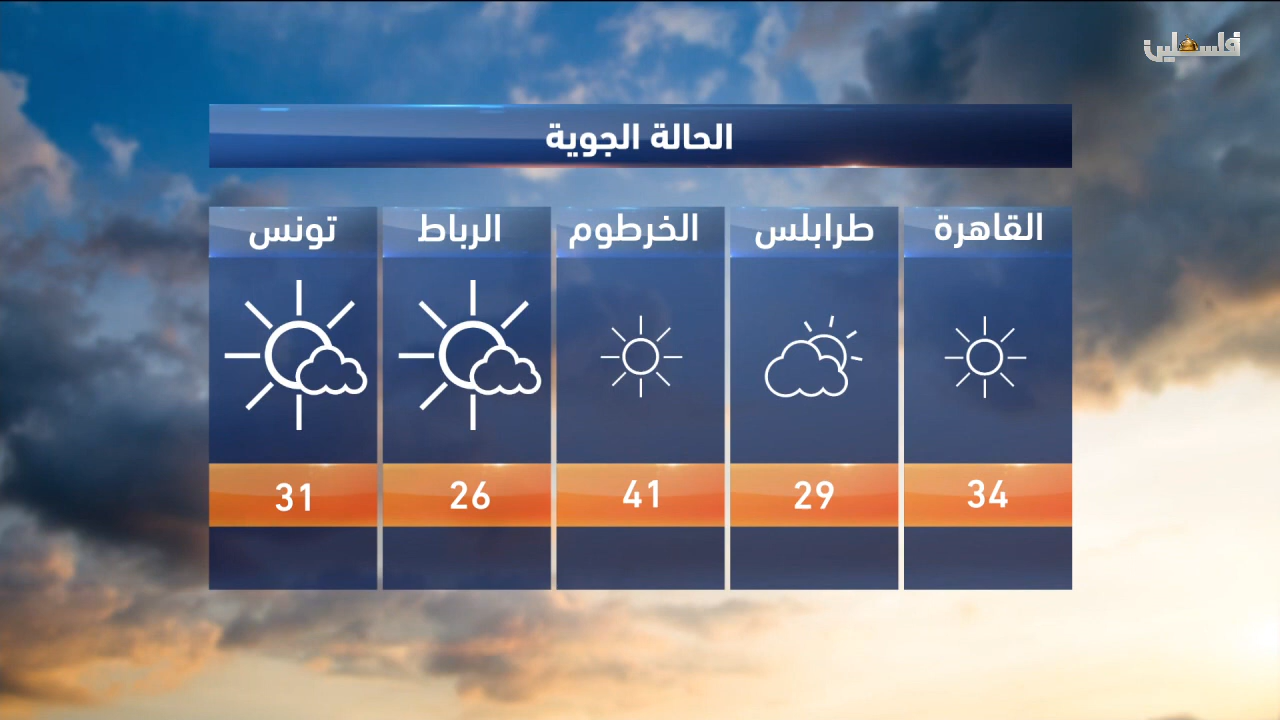 فلسطين
الحالة الجوية
القاهرة
طرابلس
الخرطوم
الرباط
تونس
34
29
41
26
31